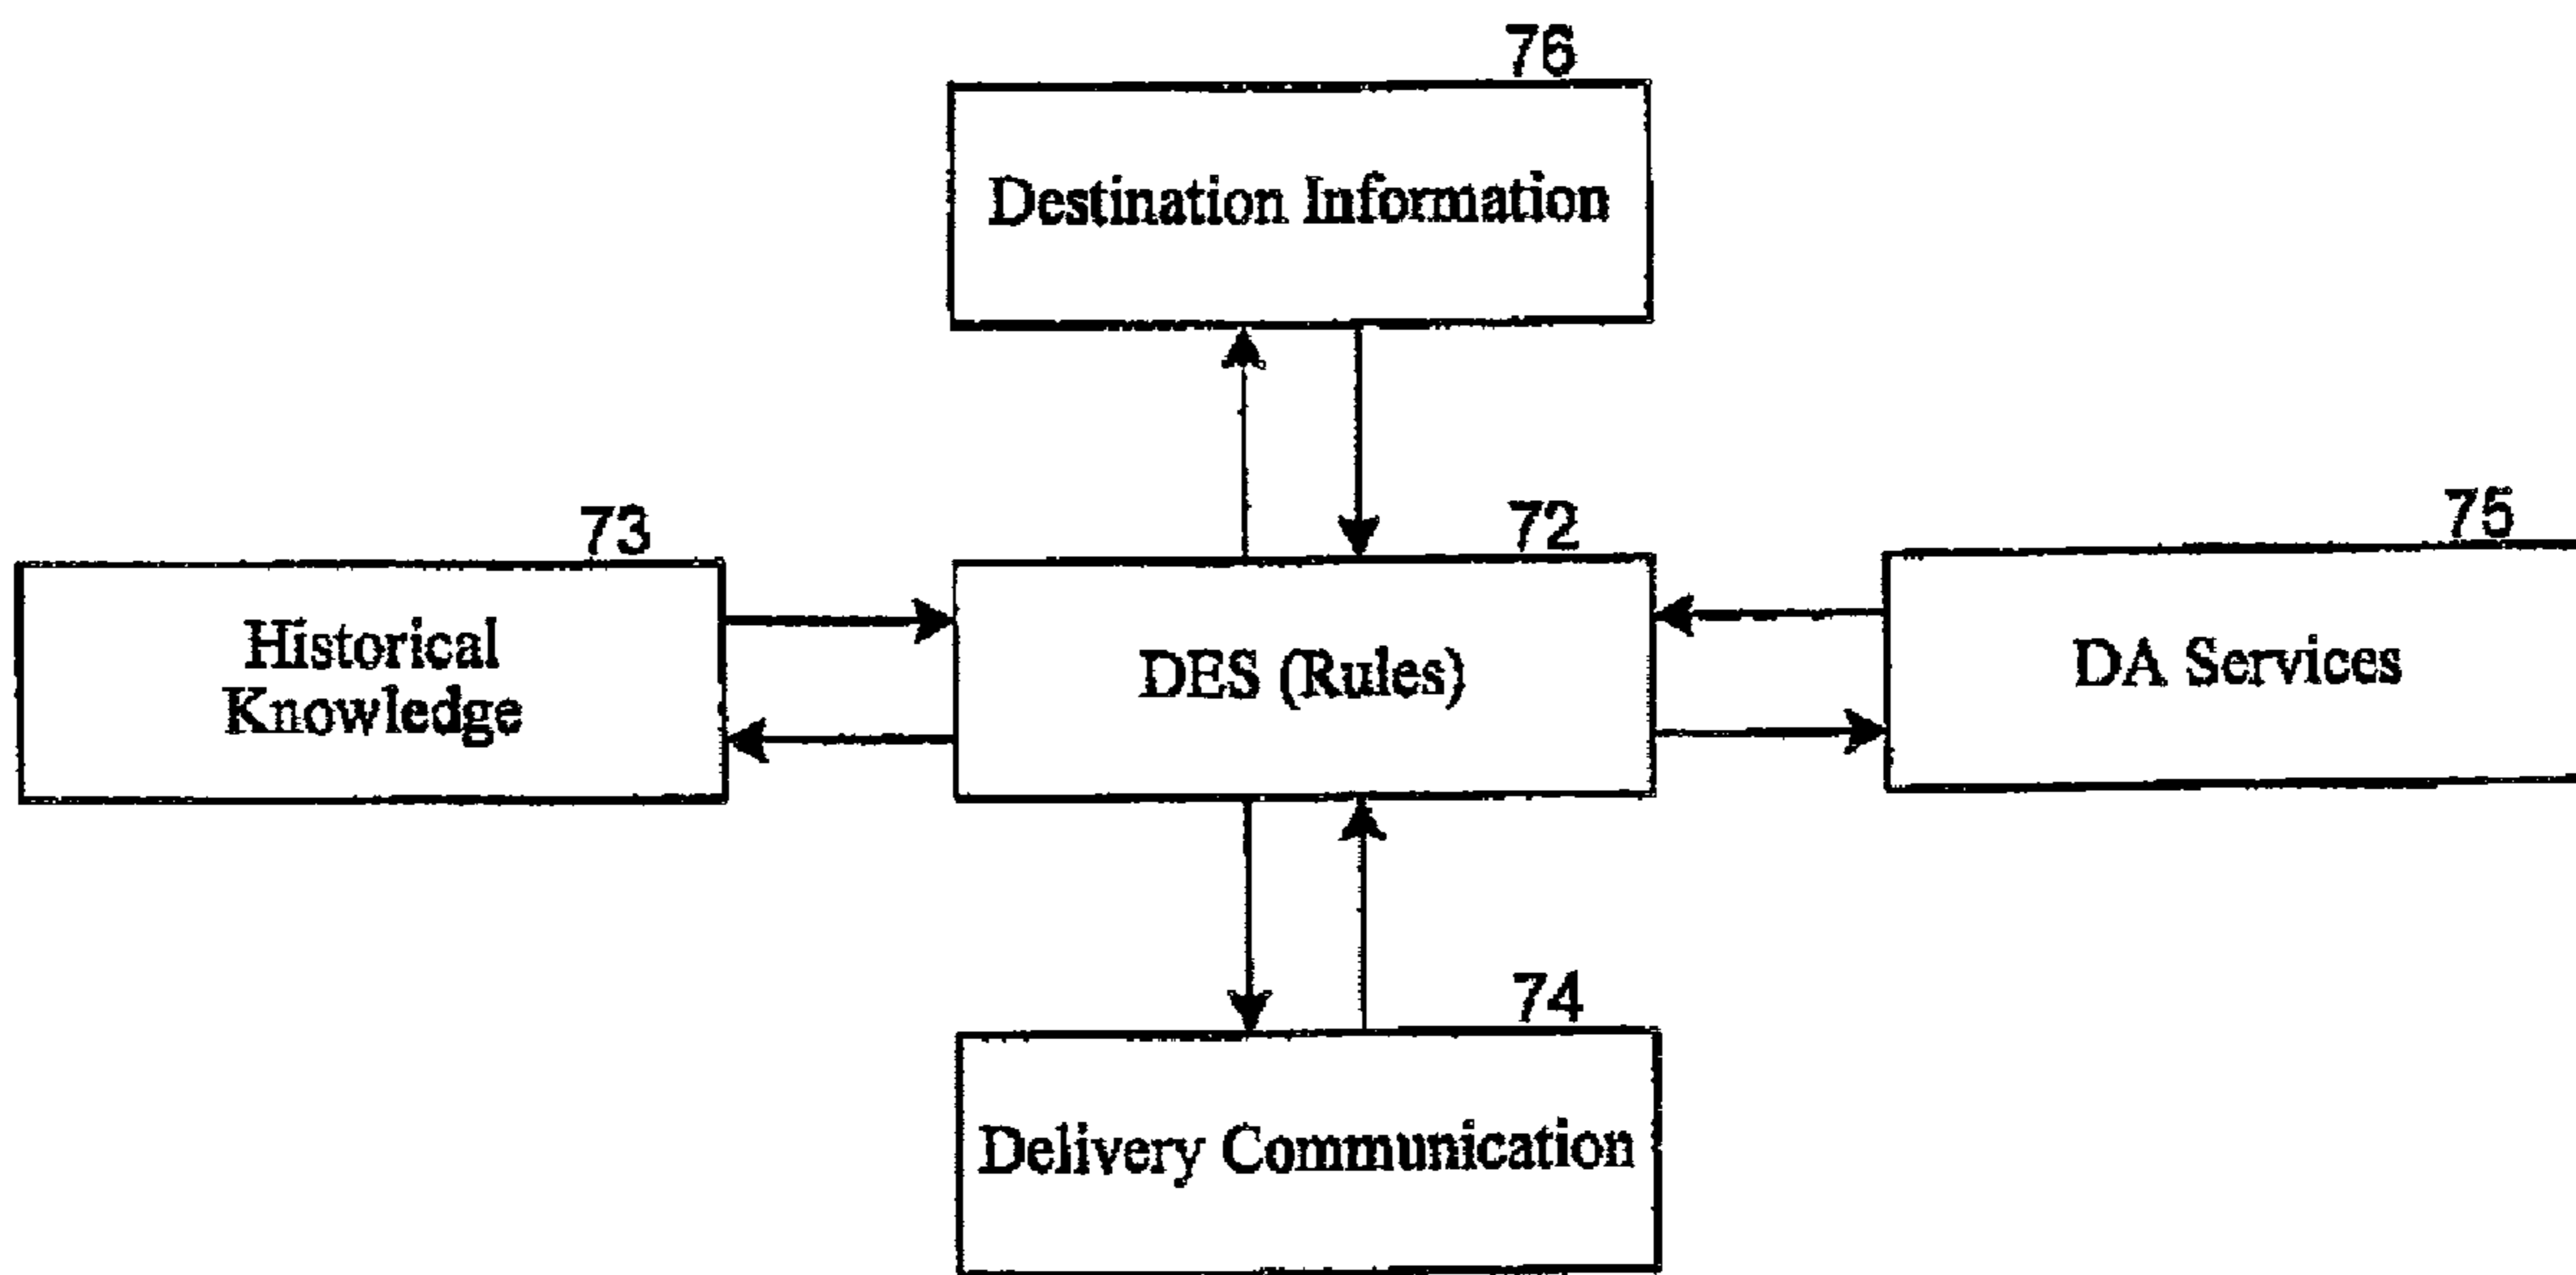 76
Destination Information
73
72
75
Historical
Knowledge
DES (Rules)
DA Services
74
Delivery Communication